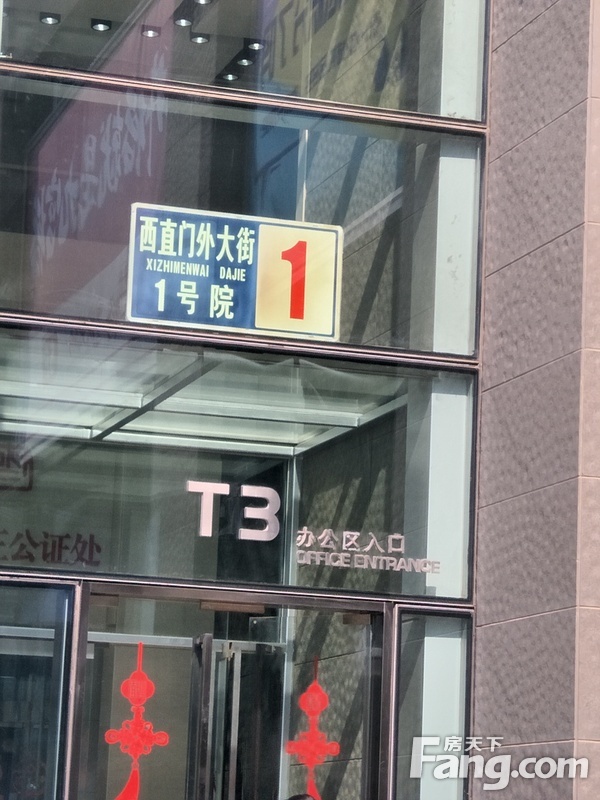 西直门外大街
XIZHIMENWAI DAJIE
1号院
1
T3
办公区入口
OFFICE ENTRANCE
公证处
房天下
Fang.com